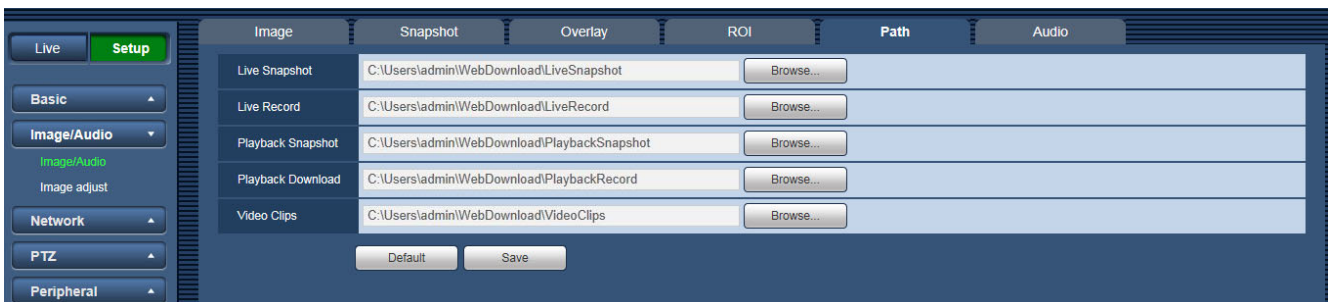 Image Snapshot Overlay ROI Path Audio
Live Setup
Basic
Image/Audio
Image/Audio
Image adjust
Network
PTZ
Peripheral
Live Snapshot C:\Users\admin\WebDownload\LiveSnapshot Browse...
Live Record C:\Users\admin\WebDownload\LiveRecord Browse...
Playback Snapshot C:\Users\admin\WebDownload\PlaybackSnapshot Browse...
Playback Download C:\Users\admin\WebDownload\PlaybackRecord Browse...
Video Clips C:\Users\admin\WebDownload\VideoClips Browse...
Default Save